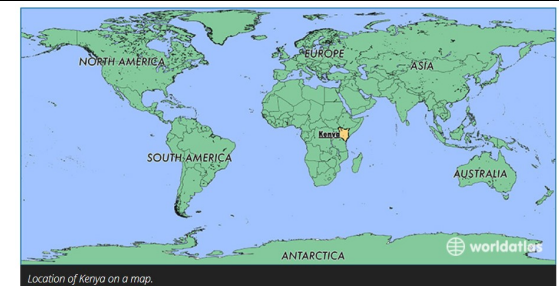 NORTH AMERICA
EUROPE
ASIA
Kenya
SOUTH AMERICA
AUSTRALIA
worldatlas
ANTARCTICA
Location of Kenya on a map.